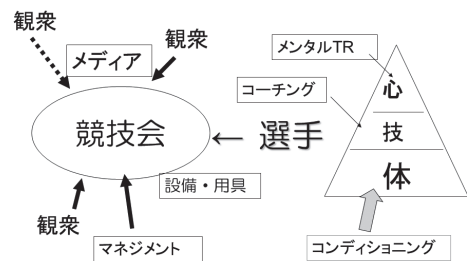 観衆
観衆
メディア
競技会
← 選手
設備・用具
観衆
マネジメント
メンタルTR
コーチング
心
技
体
コンディショニング